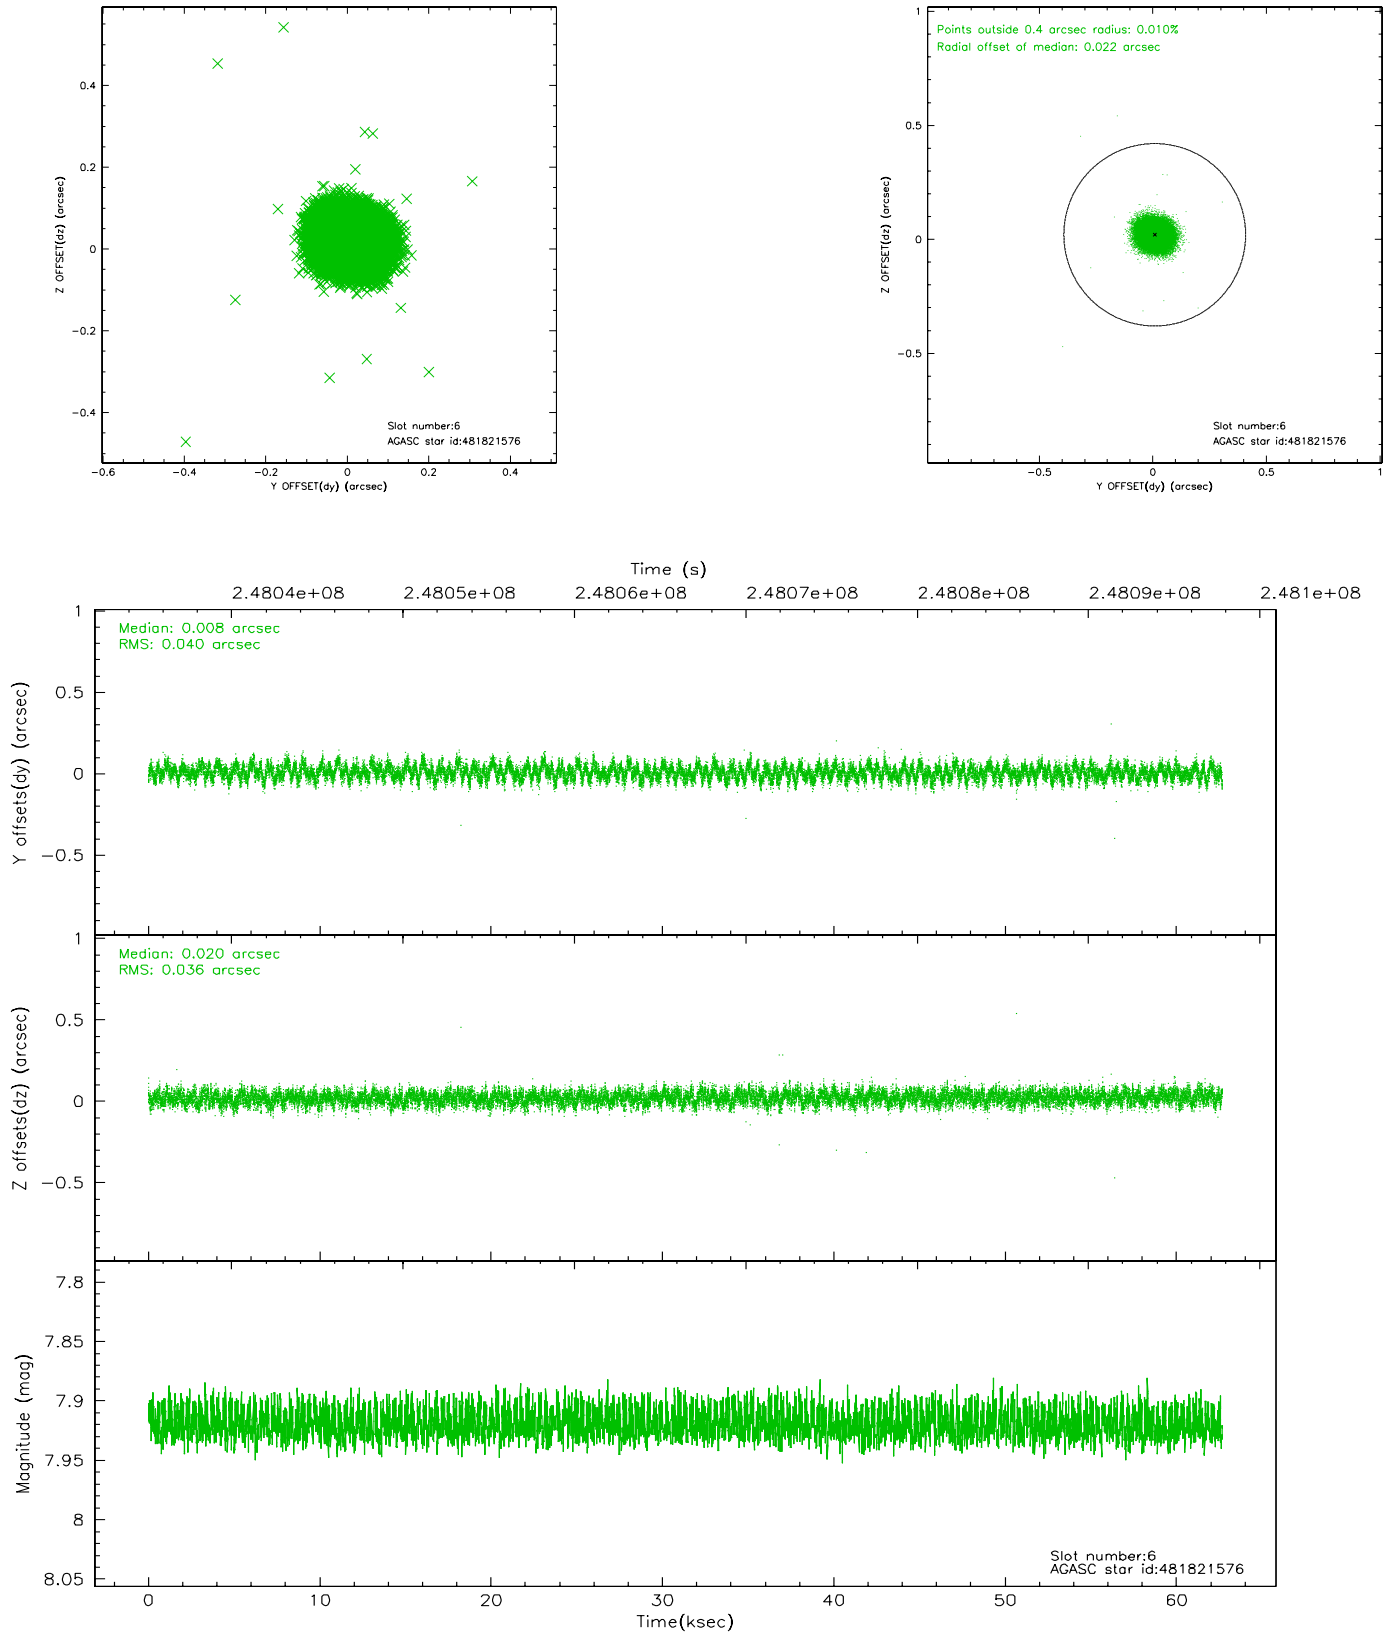 0.4
0.2
0
-0.2
-0.4
Z OFFSET(dz) (arcsec)
Slot number:6
AGASC star id:481821576
-0.6 -0.4 -0.2 0 0.2 0.4
Y OFFSET(dy) (arcsec)
Points outside 0.4 arcsec radius: 0.010%
Radial offset of median: 0.022 arcsec
1
0.5
0
-0.5
Z OFFSET(dz) (arcsec)
Slot number:6
AGASC star id:481821576
-0.5 0 0.5 1
Y OFFSET(dy) (arcsec)
Time (s)
2.4804e+08 2.4805e+08 2.4806e+08 2.4807e+08 2.4808e+08 2.4809e+08 2.481e+08
Median: 0.008 arcsec
RMS: 0.040 arcsec
1
0.5
0
-0.5
Y offsets(dy) (arcsec)
Median: 0.020 arcsec
RMS: 0.036 arcsec
1
0.5
0
-0.5
Z offsets(dz) (arcsec)
7.8
7.85
7.9
7.95
8
8.05
Magnitude (mag)
Slot number:6
AGASC star id:481821576
0 10 20 30 40 50 60
Time(ksec)